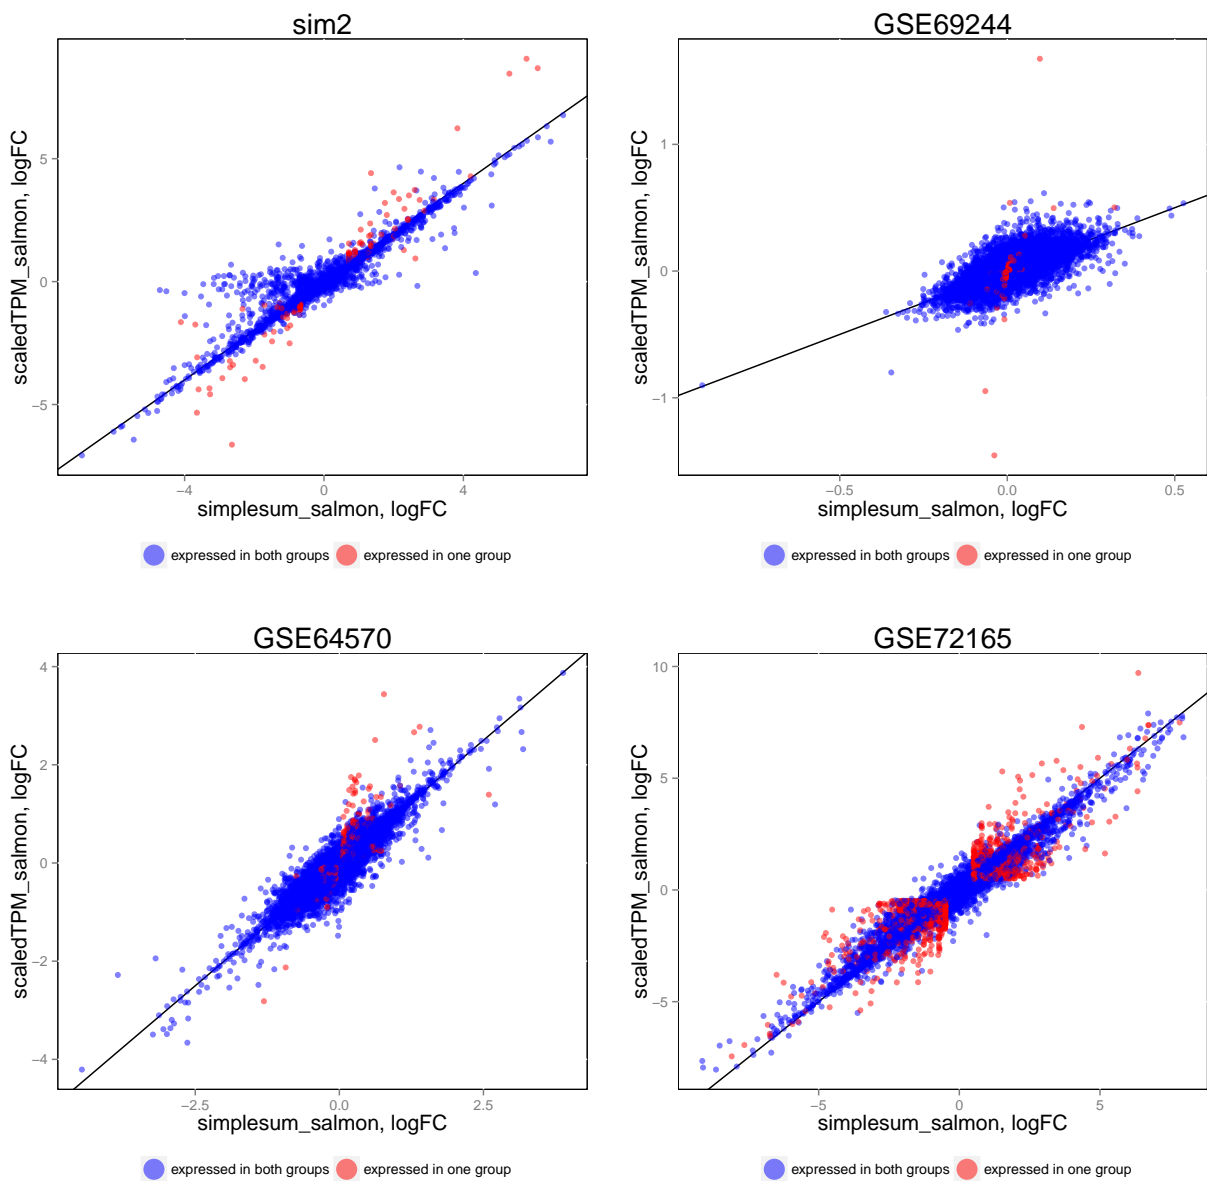 sim2
scaledTPM_salmon, logFC
5
0
−5
−4
0
4
simplesum_salmon, logFC
expressed in both groups
expressed in one group
GSE69244
scaledTPM_salmon, logFC
1
0
−1
−0.5
0.0
0.5
simplesum_salmon, logFC
expressed in both groups
expressed in one group
GSE64570
scaledTPM_salmon, logFC
4
2
0
−2
−4
−2.5
0.0
2.5
simplesum_salmon, logFC
expressed in both groups
expressed in one group
GSE72165
scaledTPM_salmon, logFC
10
5
0
−5
−5
0
5
simplesum_salmon, logFC
expressed in both groups
expressed in one group